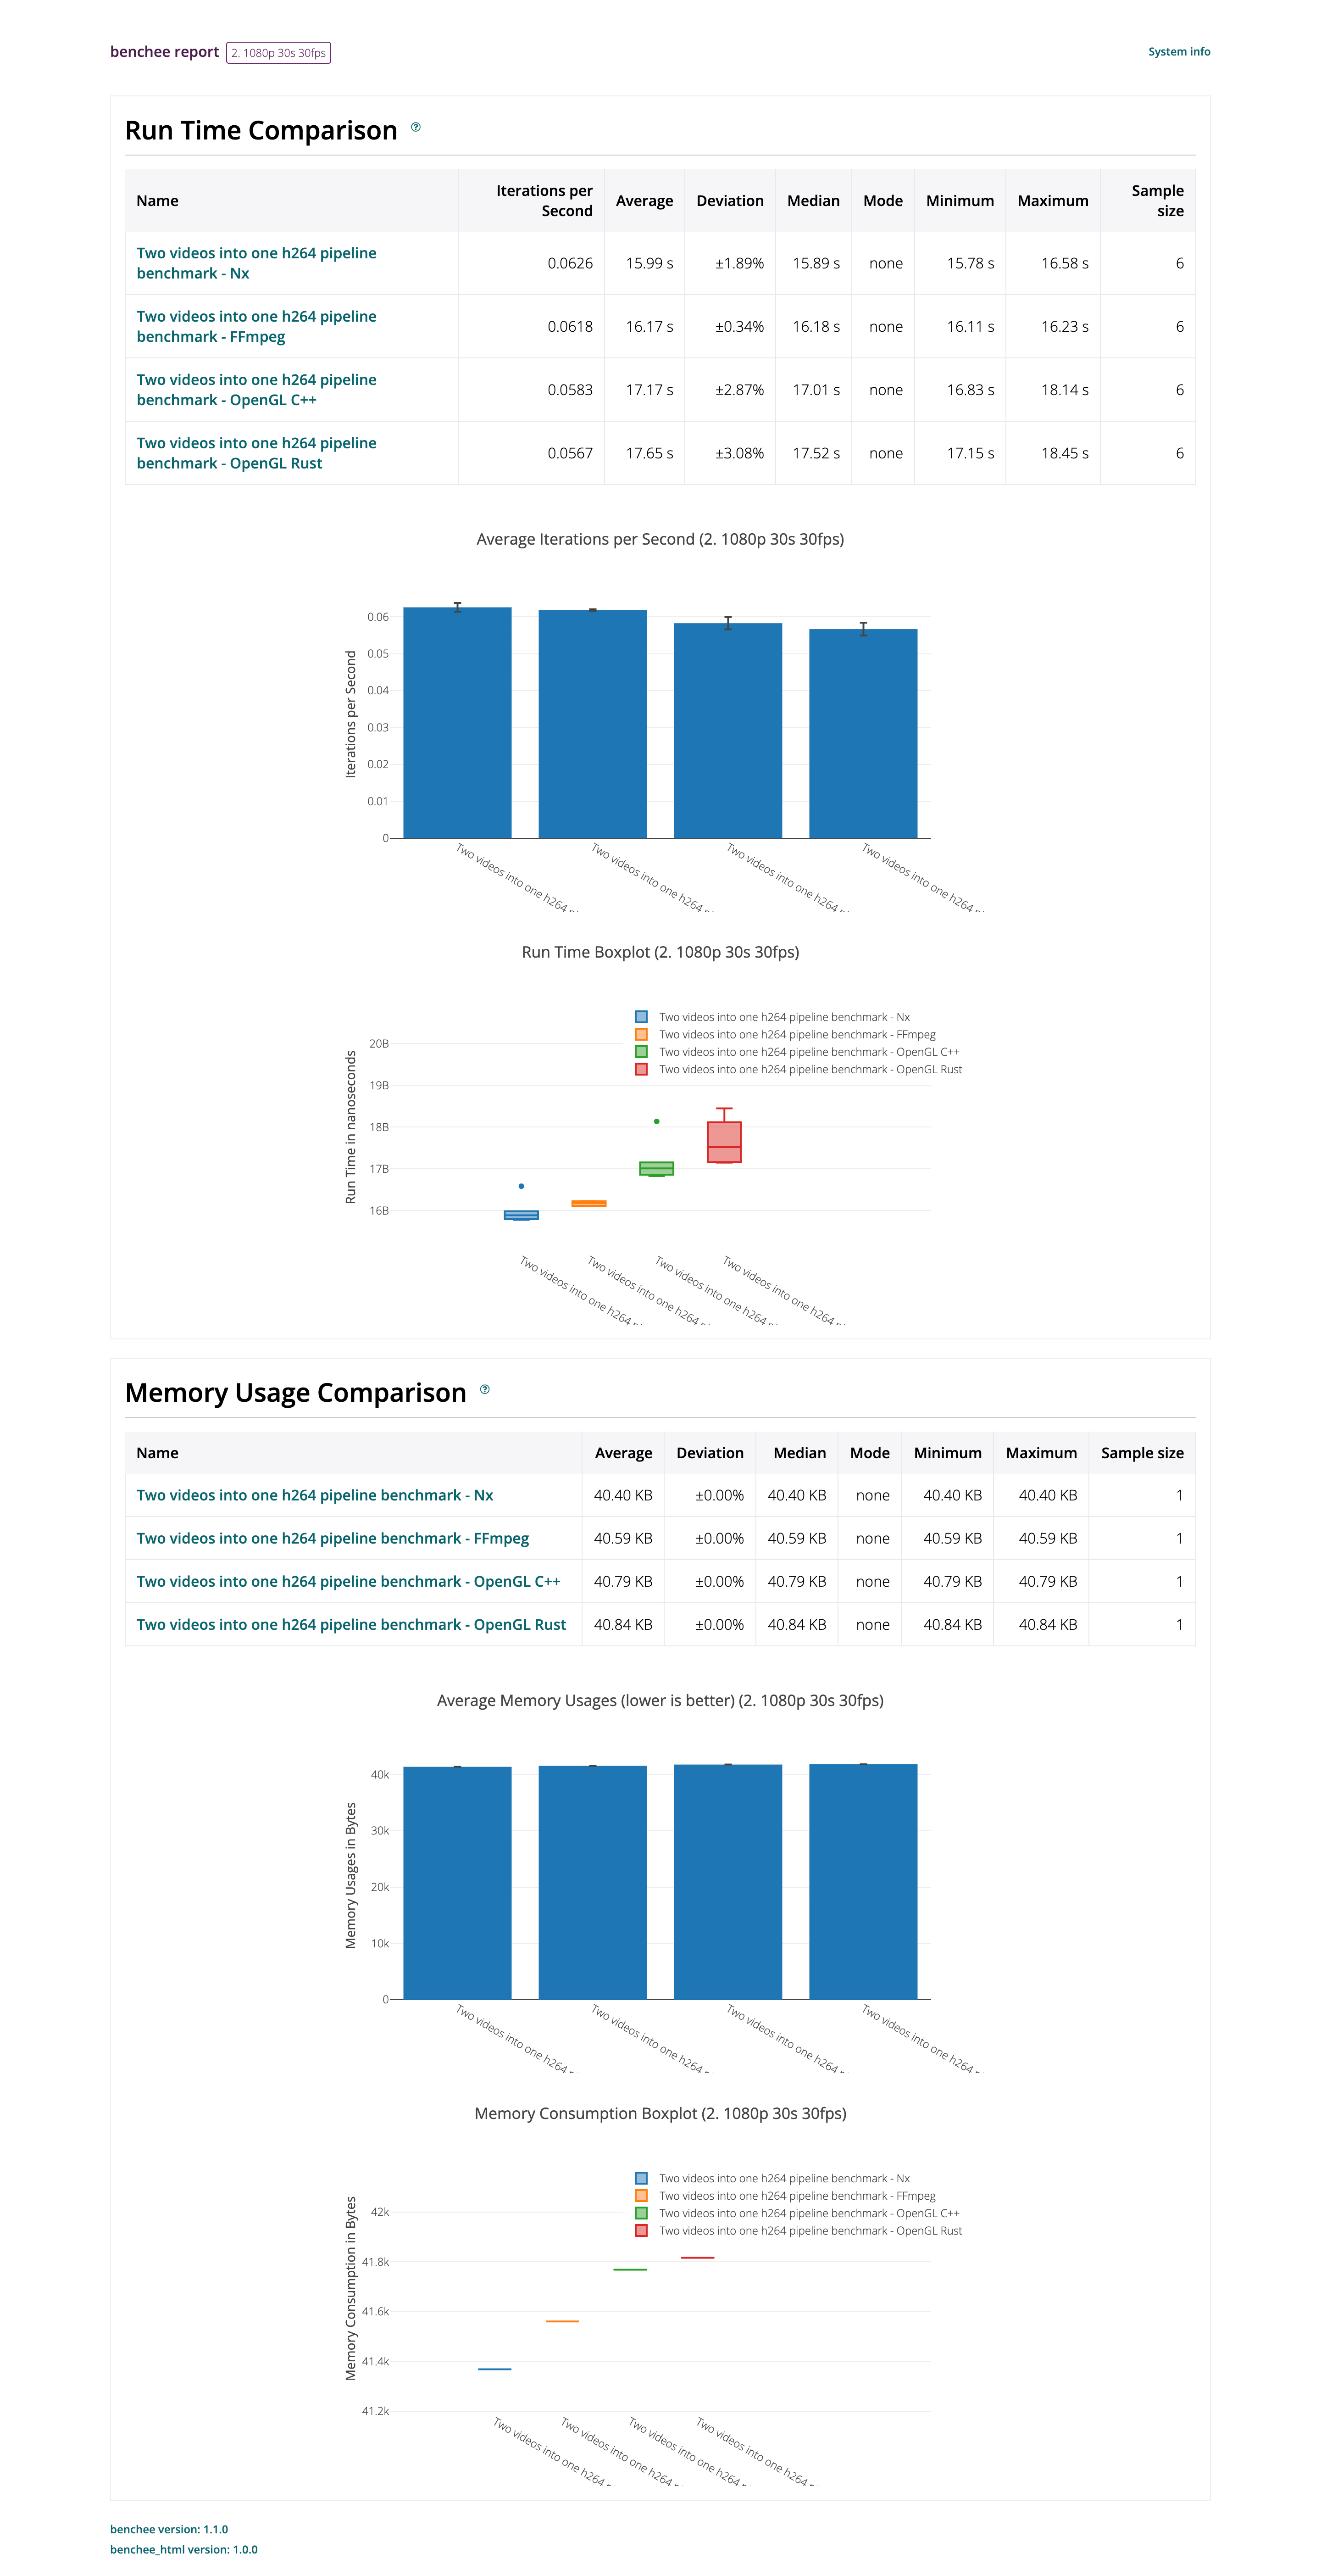 benchee report 2. 1080p 30s 30fps System info
Run Time Comparison
Name Iterations per Second Average Deviation Median Mode Minimum Maximum Sample size
Two videos into one h264 pipeline benchmark - Nx 0.0626 15.99 s ±1.89% 15.89 s none 15.78 s 16.58 s 6
Two videos into one h264 pipeline benchmark - FFmpeg 0.0618 16.17 s ±0.34% 16.18 s none 16.11 s 16.23 s 6
Two videos into one h264 pipeline benchmark - OpenGL C++ 0.0583 17.17 s ±2.87% 17.01 s none 16.83 s 18.14 s 6
Two videos into one h264 pipeline benchmark - OpenGL Rust 0.0567 17.65 s ±3.08% 17.52 s none 17.15 s 18.45 s 6
Average Iterations per Second (2. 1080p 30s 30fps)
Iterations per Second
0.06
0.05
0.04
0.03
0.02
0.01
0
Two videos into one h264
Two videos into one h264
Two videos into one h264
Two videos into one h264
Run Time Boxplot (2. 1080p 30s 30fps)
Two videos into one h264 pipeline benchmark - Nx
Two videos into one h264 pipeline benchmark - FFmpeg
Two videos into one h264 pipeline benchmark - OpenGL C++
Two videos into one h264 pipeline benchmark - OpenGL Rust
Run Time in nanoseconds
20B
19B
18B
17B
16B
Two videos into one h264
Two videos into one h264
Two videos into one h264
Two videos into one h264
Memory Usage Comparison
Name Average Deviation Median Mode Minimum Maximum Sample size
Two videos into one h264 pipeline benchmark - Nx 40.40 KB ±0.00% 40.40 KB none 40.40 KB 40.40 KB 1
Two videos into one h264 pipeline benchmark - FFmpeg 40.59 KB ±0.00% 40.59 KB none 40.59 KB 40.59 KB 1
Two videos into one h264 pipeline benchmark - OpenGL C++ 40.79 KB ±0.00% 40.79 KB none 40.79 KB 40.79 KB 1
Two videos into one h264 pipeline benchmark - OpenGL Rust 40.84 KB ±0.00% 40.84 KB none 40.84 KB 40.84 KB 1
Average Memory Usages (lower is better) (2. 1080p 30s 30fps)
Memory Usages in Bytes
40k
30k
20k
10k
0
Two videos into one h264
Two videos into one h264
Two videos into one h264
Two videos into one h264
Memory Consumption Boxplot (2. 1080p 30s 30fps)
Two videos into one h264 pipeline benchmark - Nx
Two videos into one h264 pipeline benchmark - FFmpeg
Two videos into one h264 pipeline benchmark - OpenGL C++
Two videos into one h264 pipeline benchmark - OpenGL Rust
Memory Consumption in Bytes
42k
41.8k
41.6k
41.4k
41.2k
Two videos into one h264
Two videos into one h264
Two videos into one h264
Two videos into one h264
benchee version: 1.1.0
benchee_html version: 1.0.0